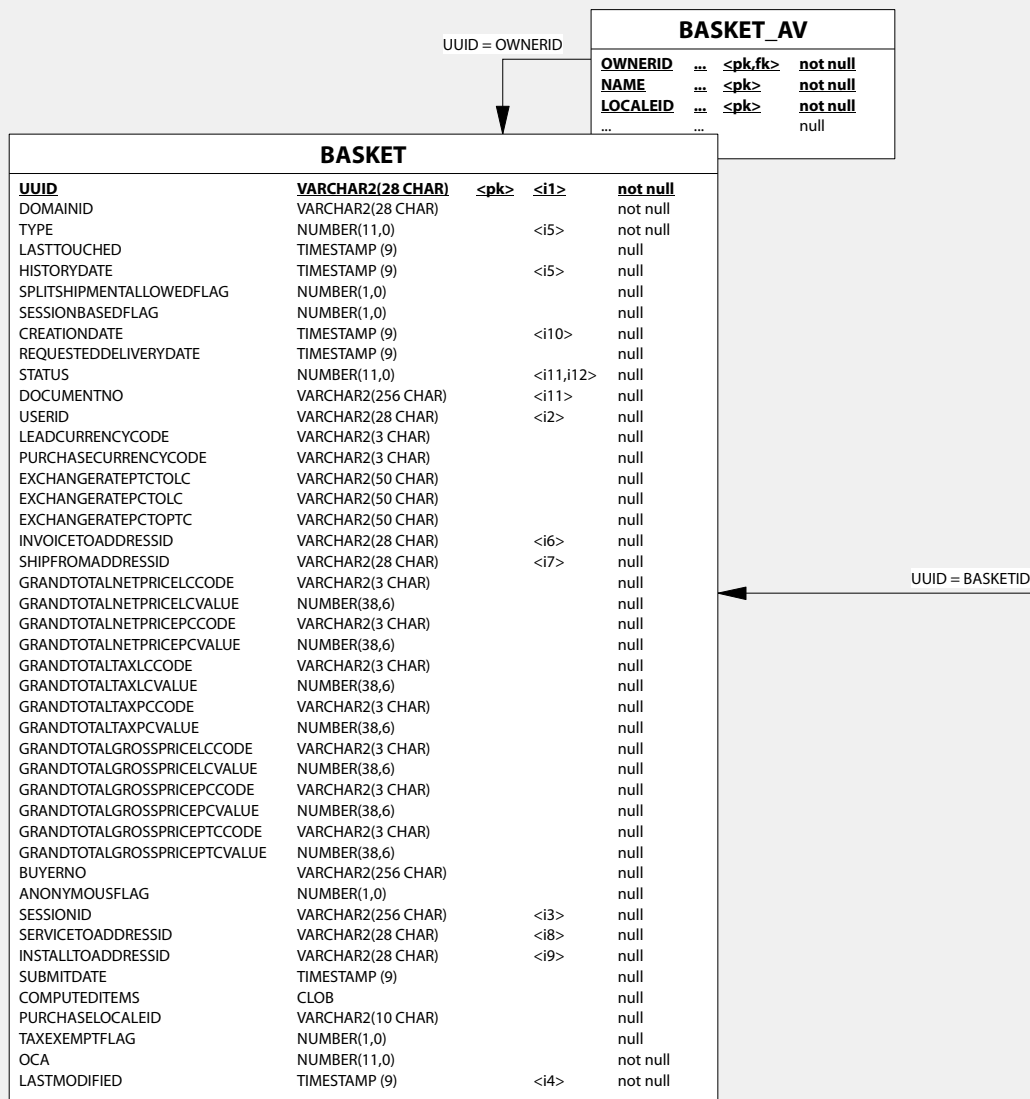 BASKET_AV
UUID = OWNERID
OWNERID ... <pk,fk> not null
NAME ... <pk> not null
LOCALEID ... <pk> not null
... ... null
BASKET
UUID VARCHAR2(28 CHAR) <pk> <i1> not null
DOMAINID VARCHAR2(28 CHAR) not null
TYPE NUMBER(11,0) <i5> not null
LASTTOUCHED TIMESTAMP (9) null
HISTORYDATE TIMESTAMP (9) <i5> null
SPLITSHIPMENTALLOWEDFLAG NUMBER(1,0) null
SESSIONBASEDFLAG NUMBER(1,0) null
CREATIONDATE TIMESTAMP (9) <i10> null
REQUESTEDDELIVERYDATE TIMESTAMP (9) null
STATUS NUMBER(11,0) <i11,i12> null
DOCUMENTNO VARCHAR2(256 CHAR) <i11> null
USERID VARCHAR2(28 CHAR) <i2> null
LEADCURRENCYCODE VARCHAR2(3 CHAR) null
PURCHASECURRENCYCODE VARCHAR2(3 CHAR) null
EXCHANGERATEPTCTOLC VARCHAR2(50 CHAR) null
EXCHANGERATEPCTOLC VARCHAR2(50 CHAR) null
EXCHANGERATEPCTOPTC VARCHAR2(50 CHAR) null
INVOICETOADDRESSID VARCHAR2(28 CHAR) <i6> null
SHIPFROMADDRESSID VARCHAR2(28 CHAR) <i7> null
GRANDTOTALNETPRICELCCODE VARCHAR2(3 CHAR) null
UUID = BASKETID
GRANDTOTALNETPRICELCVALUE NUMBER(38,6) null
GRANDTOTALNETPRICEPCCODE VARCHAR2(3 CHAR) null
GRANDTOTALNETPRICEPCVALUE NUMBER(38,6) null
GRANDTOTALTAXLCCODE VARCHAR2(3 CHAR) null
GRANDTOTALTAXLCVALUE NUMBER(38,6) null
GRANDTOTALTAXPCCODE VARCHAR2(3 CHAR) null
GRANDTOTALTAXPCVALUE NUMBER(38,6) null
GRANDTOTALGROSSPRICELCCODE VARCHAR2(3 CHAR) null
GRANDTOTALGROSSPRICELCVALUE NUMBER(38,6) null
GRANDTOTALGROSSPRICEPCCODE VARCHAR2(3 CHAR) null
GRANDTOTALGROSSPRICEPCVALUE NUMBER(38,6) null
GRANDTOTALGROSSPRICEPTCCODE VARCHAR2(3 CHAR) null
GRANDTOTALGROSSPRICEPTCVALUE NUMBER(38,6) null
BUYERNO VARCHAR2(256 CHAR) null
ANONYMOUSFLAG NUMBER(1,0) null
SESSIONID VARCHAR2(256 CHAR) <i3> null
SERVICETOADDRESSID VARCHAR2(28 CHAR) <i8> null
INSTALLTOADDRESSID VARCHAR2(28 CHAR) <i9> null
SUBMITDATE TIMESTAMP (9) null
COMPUTEDITEMS CLOB null
PURCHASELOCALEID VARCHAR2(10 CHAR) null
TAXEXEMPTFLAG NUMBER(1,0) null
OCA NUMBER(11,0) not null
LASTMODIFIED TIMESTAMP (9) <i4> not null